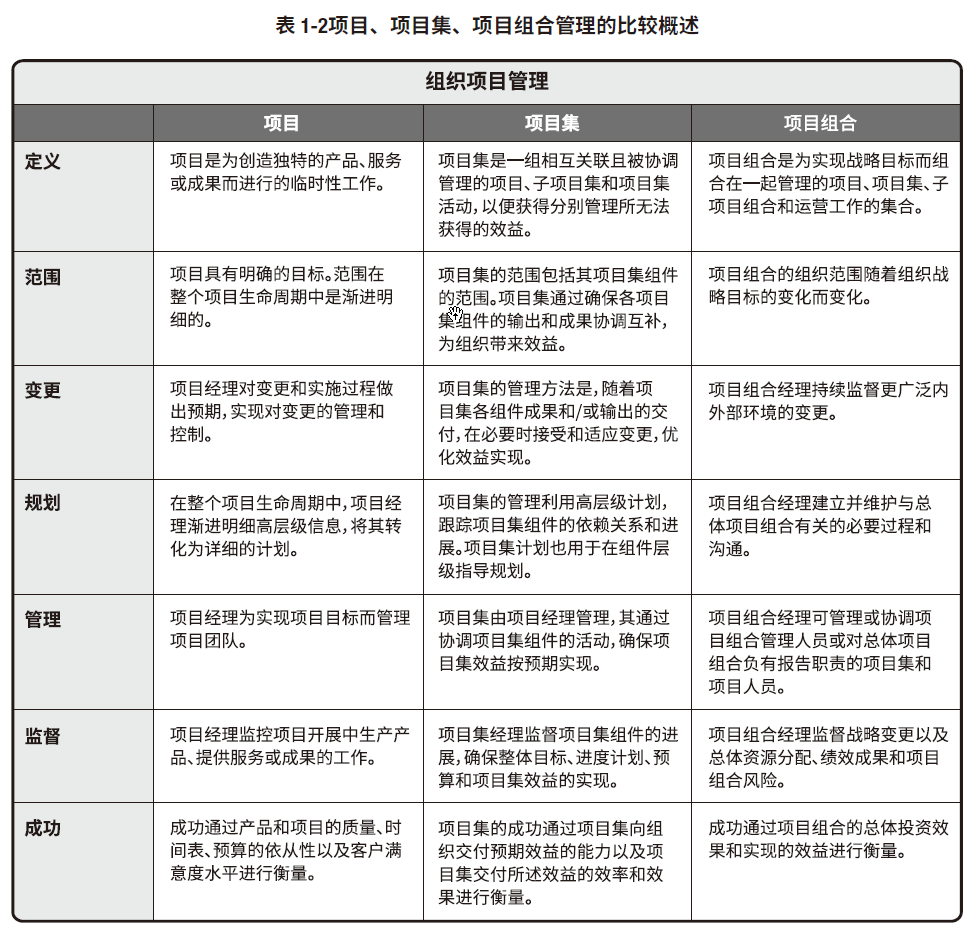 表 1-2项目、项目集、项目组合管理的比较概述
组织项目管理
项目
项目集
项目组合
定义
项目是为创造独特的产品、服务
或成果而进行的临时性工作。
项目集是一组相互关联且被协调
管理的项目、子项目集和项目集
活动，以便获得分别管理所无法
获得的效益。
项目组合是为实现战略目标而组
合在一起管理的项目、项目集、子
项目组合和运营工作的集合。
范围
项目具有明确的目标。范围在
整个项目生命周期中是渐进明
细的。
项目集的范围包括其项目集组件
的范围。项目集通过确保各项目
集组件的输出和成果协调互补，
为组织带来效益。
项目组合的组织范围随着组织战
略目标的变化而变化。
变更
项目经理对变更和实施过程做
出预期，实现对变更的管理和
控制。
项目集的管理方法是，随着项
目集各组件成果和/或输出的交
付，在必要时接受和适应变更，优
化效益实现。
项目组合经理持续监督更广泛内
外部环境的变更。
规划
在整个项目生命周期中，项目经
理渐进明细高层级信息，将其转
化为详细的计划。
项目集的管理利用高层级计划，
跟踪项目集组件的依赖关系和进
展。项目集计划也用于在组件层
级指导规划。
项目组合经理建立并维护与总
体项目组合有关的必要过程和
沟通。
管理
项目经理为实现项目目标而管理
项目团队。
项目集由项目经理管理，其通过
协调项目集组件的活动，确保项
目集效益按预期实现。
项目组合经理可管理或协调项
目组合管理人员或对总体项目
组合负有报告职责的项目集和
项目人员。
监督
项目经理监控项目开展中生产产
品、提供服务或成果的工作。
项目集经理监督项目集组件的进
展，确保整体目标、进度计划、预
算和项目集效益的实现。
项目组合经理监督战略变更以及
总体资源分配、绩效成果和项目
组合风险。
成功
成功通过产品和项目的质量、时
间表、预算的依从性以及客户满
意度水平进行衡量。
项目集的成功通过项目集向组
织交付预期效益的能力以及项
目集交付所述效益的效率和效
果进行衡量。
成功通过项目组合的总体投资效
果和实现的效益进行衡量。